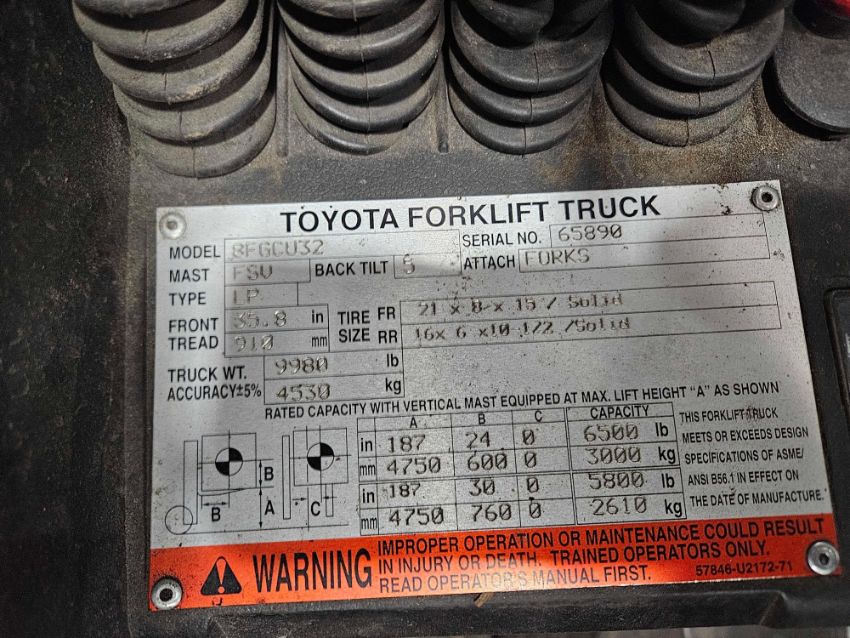 TOYOTA FORKLIFT TRUCK
MODEL 8FGCU32 SERIAL NO. 65890
MAST FSV BACK TILT 5 ATTACH FORKS
TYPE LP
FRONT TREAD 35.8 in 910 mm
TIRE SIZE FR 21 x 8 x 15 / Solid
RR 16x 6 x10 1/2 /Solid
TRUCK WT. 9980 lb
ACCURACY±5% 4530 kg
RATED CAPACITY WITH VERTICAL MAST EQUIPPED AT MAX. LIFT HEIGHT "A" AS SHOWN
A B C CAPACITY
in 187 24 0 6500 lb
mm 4750 600 0 3000 kg
in 187 30 0 5800 lb
mm 4750 760 0 2610 kg
B
B A C
THIS FORKLIFT TRUCK
MEETS OR EXCEEDS DESIGN
SPECIFICATIONS OF ASME/
ANSI B56.1 IN EFFECT ON
THE DATE OF MANUFACTURE.
WARNING
IMPROPER OPERATION OR MAINTENANCE COULD RESULT
IN INJURY OR DEATH. TRAINED OPERATORS ONLY.
READ OPERATOR'S MANUAL FIRST.
57846-U2172-71